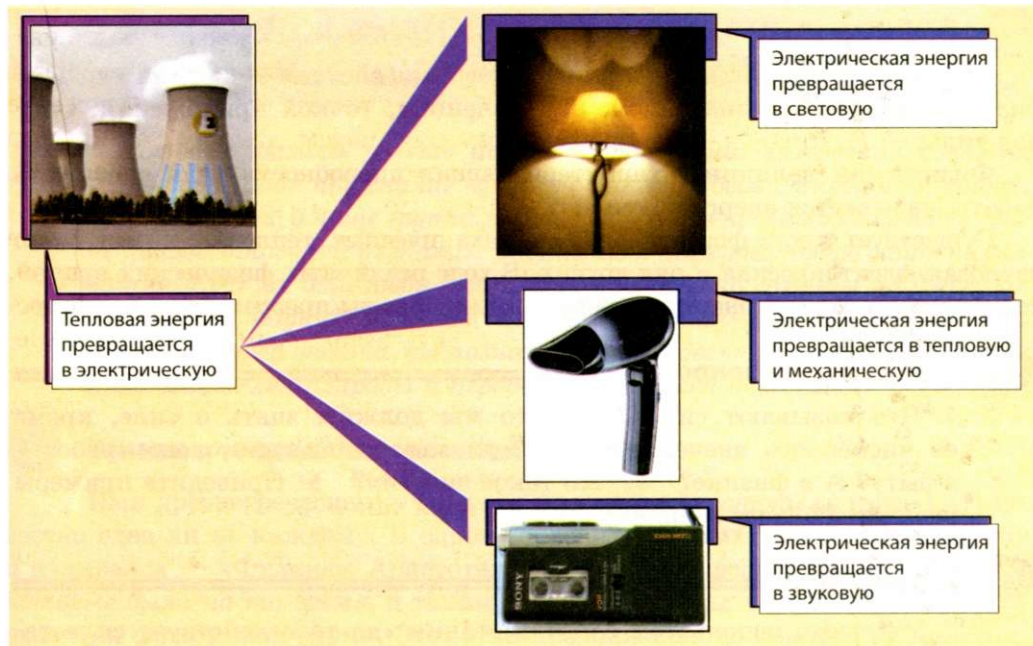 Тепловая энергия
превращается
в электрическую
Электрическая энергия
превращается
в световую
Электрическая энергия
превращается в тепловую
и механическую
SONY
Электрическая энергия
превращается
в звуковую